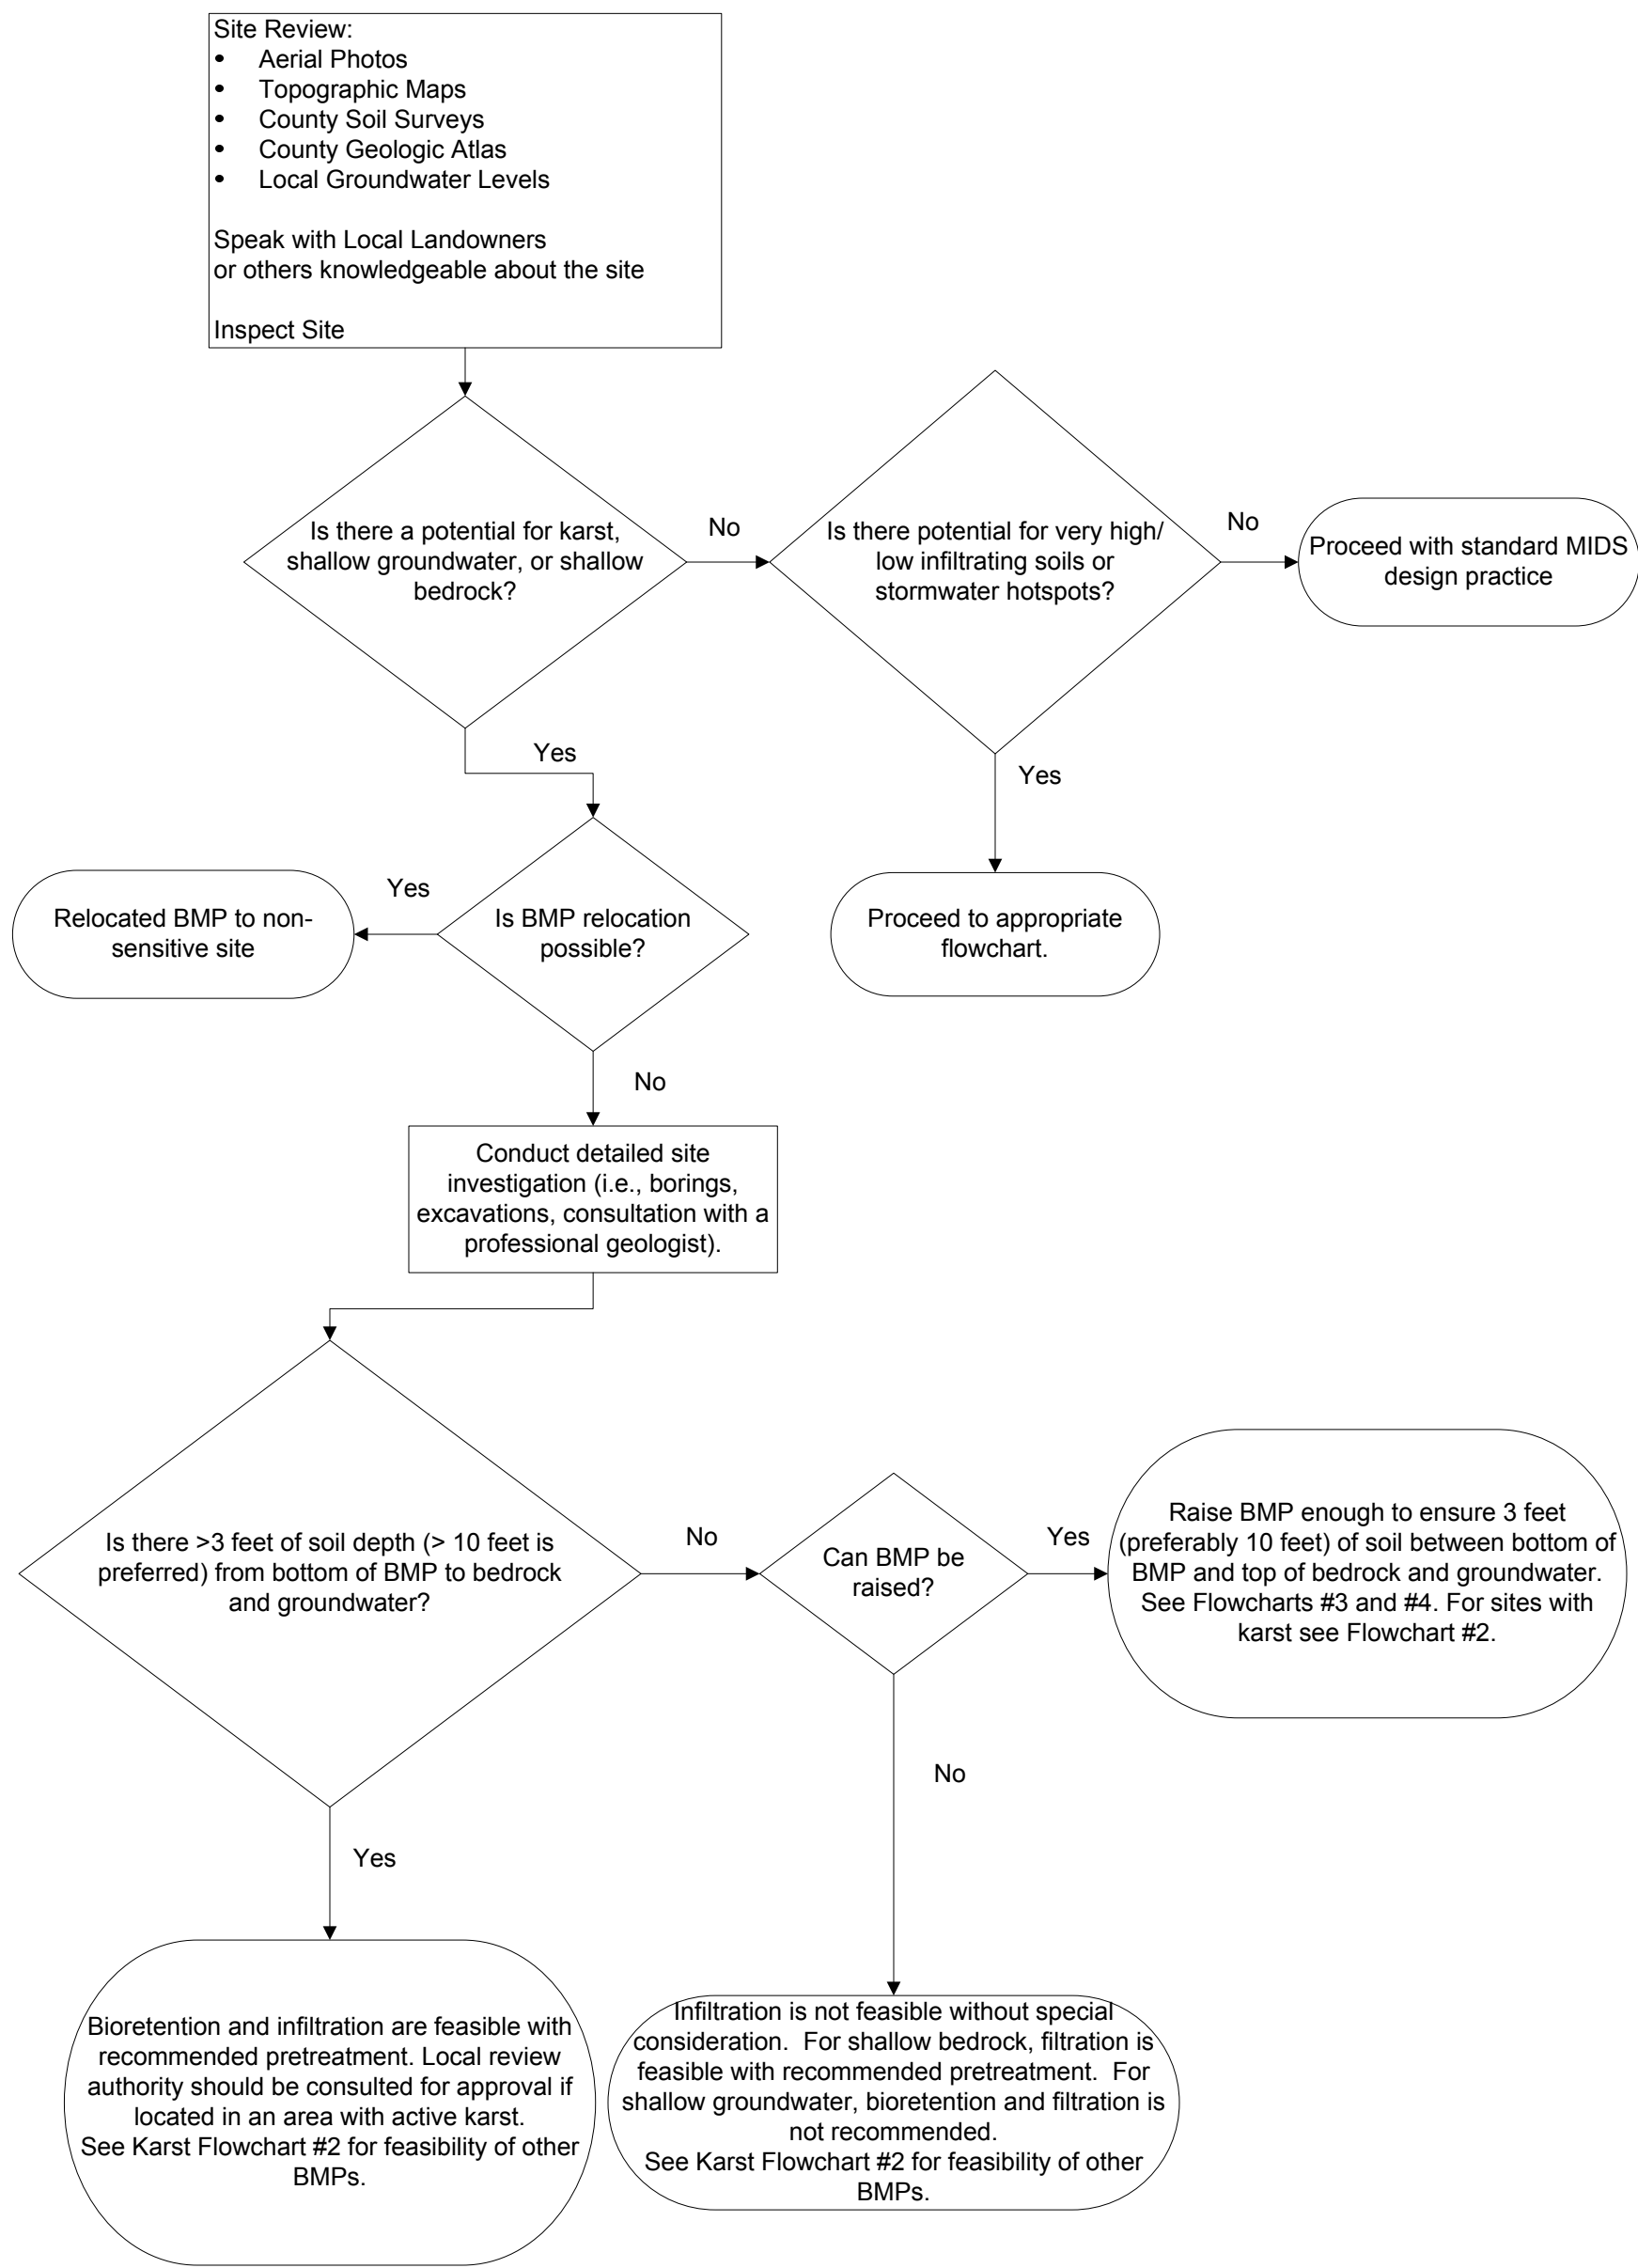 Site Review:
• Aerial Photos
• Topographic Maps
• County Soil Surveys
• County Geologic Atlas
• Local Groundwater Levels
Speak with Local Landowners
or others knowledgeable about the site
Inspect Site
Is there a potential for karst,
shallow groundwater, or shallow
bedrock?
No
Is there potential for very high/
low infiltrating soils or
stormwater hotspots?
No
Proceed with standard MIDS
design practice
Yes
Yes
Relocated BMP to non-
sensitive site
Yes
Is BMP relocation
possible?
Proceed to appropriate
flowchart.
No
Conduct detailed site
investigation (i.e., borings,
excavations, consultation with a
professional geologist).
Is there >3 feet of soil depth (> 10 feet is
preferred) from bottom of BMP to bedrock
and groundwater?
No
Can BMP be
raised?
Yes
Raise BMP enough to ensure 3 feet
(preferably 10 feet) of soil between bottom of
BMP and top of bedrock and groundwater.
See Flowcharts #3 and #4. For sites with
karst see Flowchart #2.
No
Yes
Bioretention and infiltration are feasible with
recommended pretreatment. Local review
authority should be consulted for approval if
located in an area with active karst.
See Karst Flowchart #2 for feasibility of other
BMPs.
Infiltration is not feasible without special
consideration.  For shallow bedrock, filtration is
feasible with recommended pretreatment.  For
shallow groundwater, bioretention and filtration is
not recommended.
See Karst Flowchart #2 for feasibility of other
BMPs.